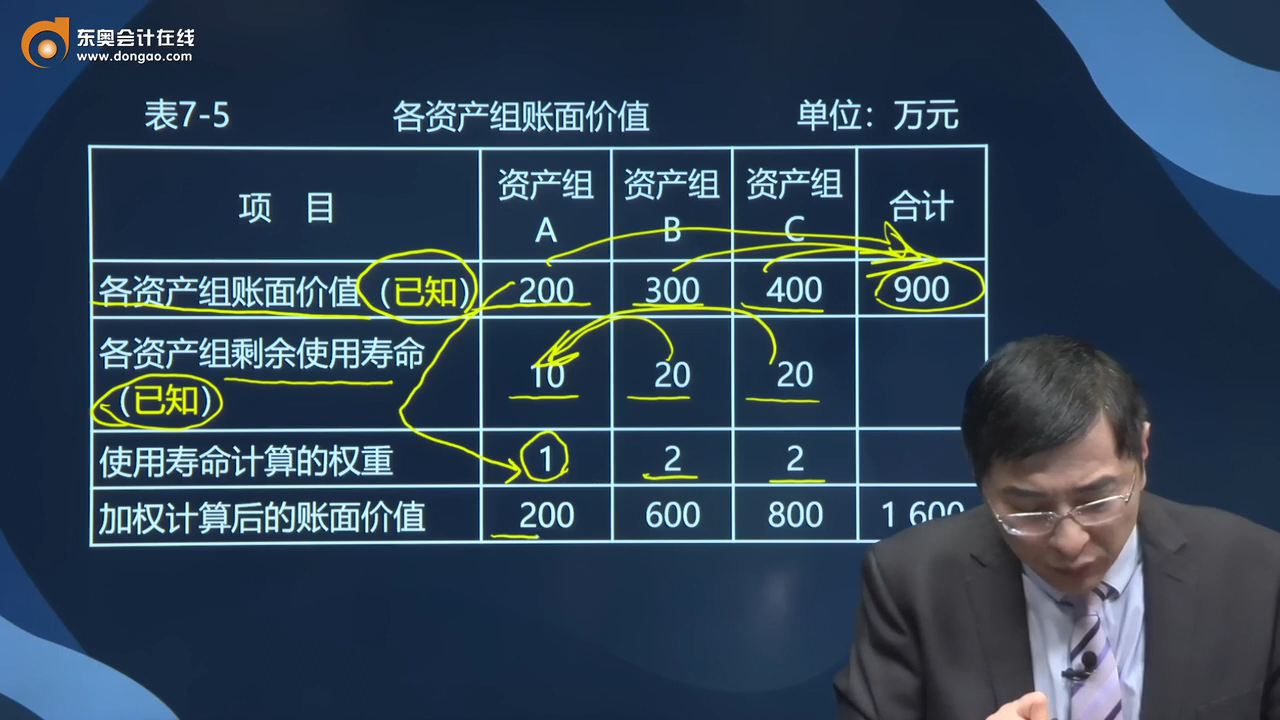 东奥会计在线
www.dongao.com
表7-5 各资产组账面价值 单位：万元
项 目 资产组A 资产组B 资产组C 合计
各资产组账面价值（已知） 200 300 400 900
各资产组剩余使用寿命（已知） 10 20 20
使用寿命计算的权重 1 2 2
加权计算后的账面价值 200 600 800 1 600